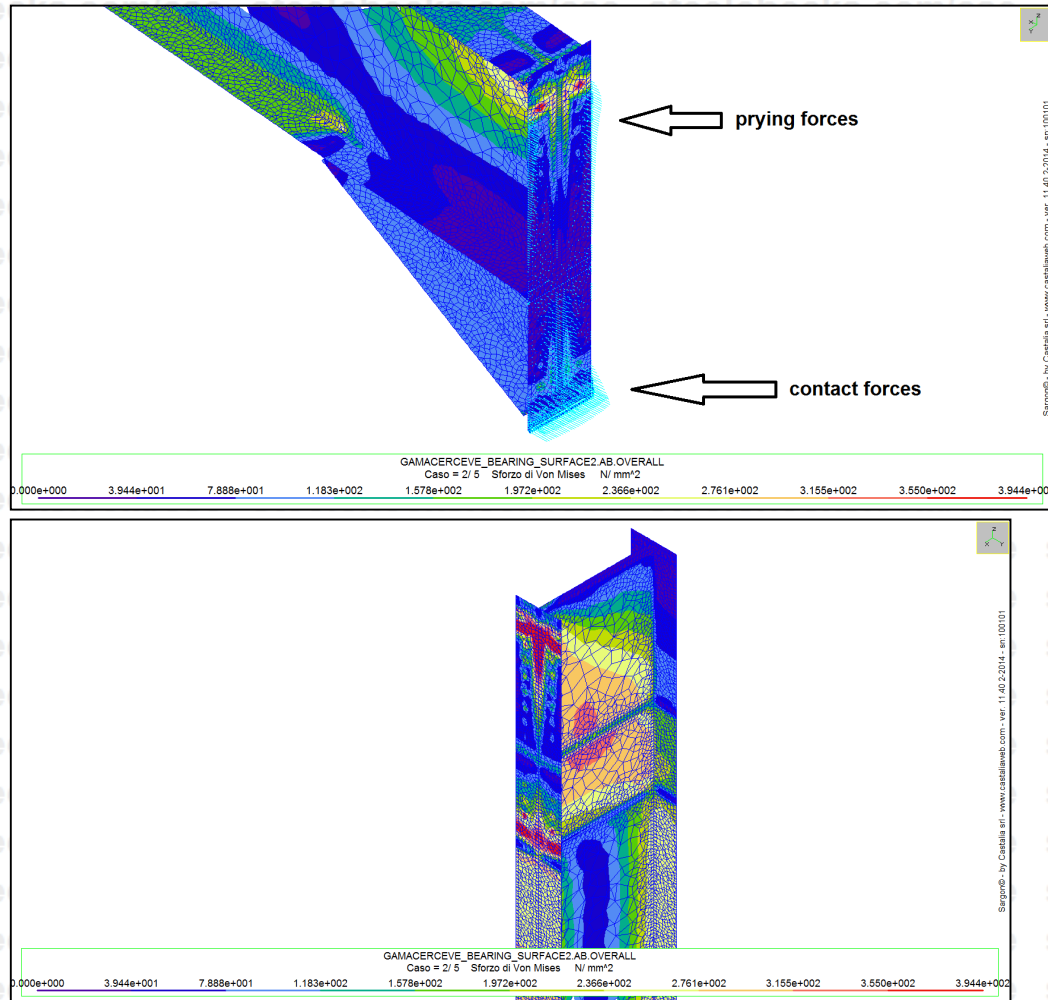 prying forces
contact forces
Sargon© - by Castalia srl - www.castaliaweb.com - ver. 11.40 2-2014 - sn:100101
GAMACERCEVE_BEARING_SURFACE2.AB.OVERALL
Caso = 2/ 5 Sforzo di Von Mises N/ mm^2
0.000e+000 3.944e+001 7.888e+001 1.183e+002 1.578e+002 1.972e+002 2.366e+002 2.761e+002 3.155e+002 3.550e+002 3.944e+00
Z
X Y
Sargon© - by Castalia srl - www.castaliaweb.com - ver. 11.40 2-2014 - sn:100101
GAMACERCEVE_BEARING_SURFACE2.AB.OVERALL
Caso = 2/ 5 Sforzo di Von Mises N/ mm^2
0.000e+000 3.944e+001 7.888e+001 1.183e+002 1.578e+002 1.972e+002 2.366e+002 2.761e+002 3.155e+002 3.550e+002 3.944e+00